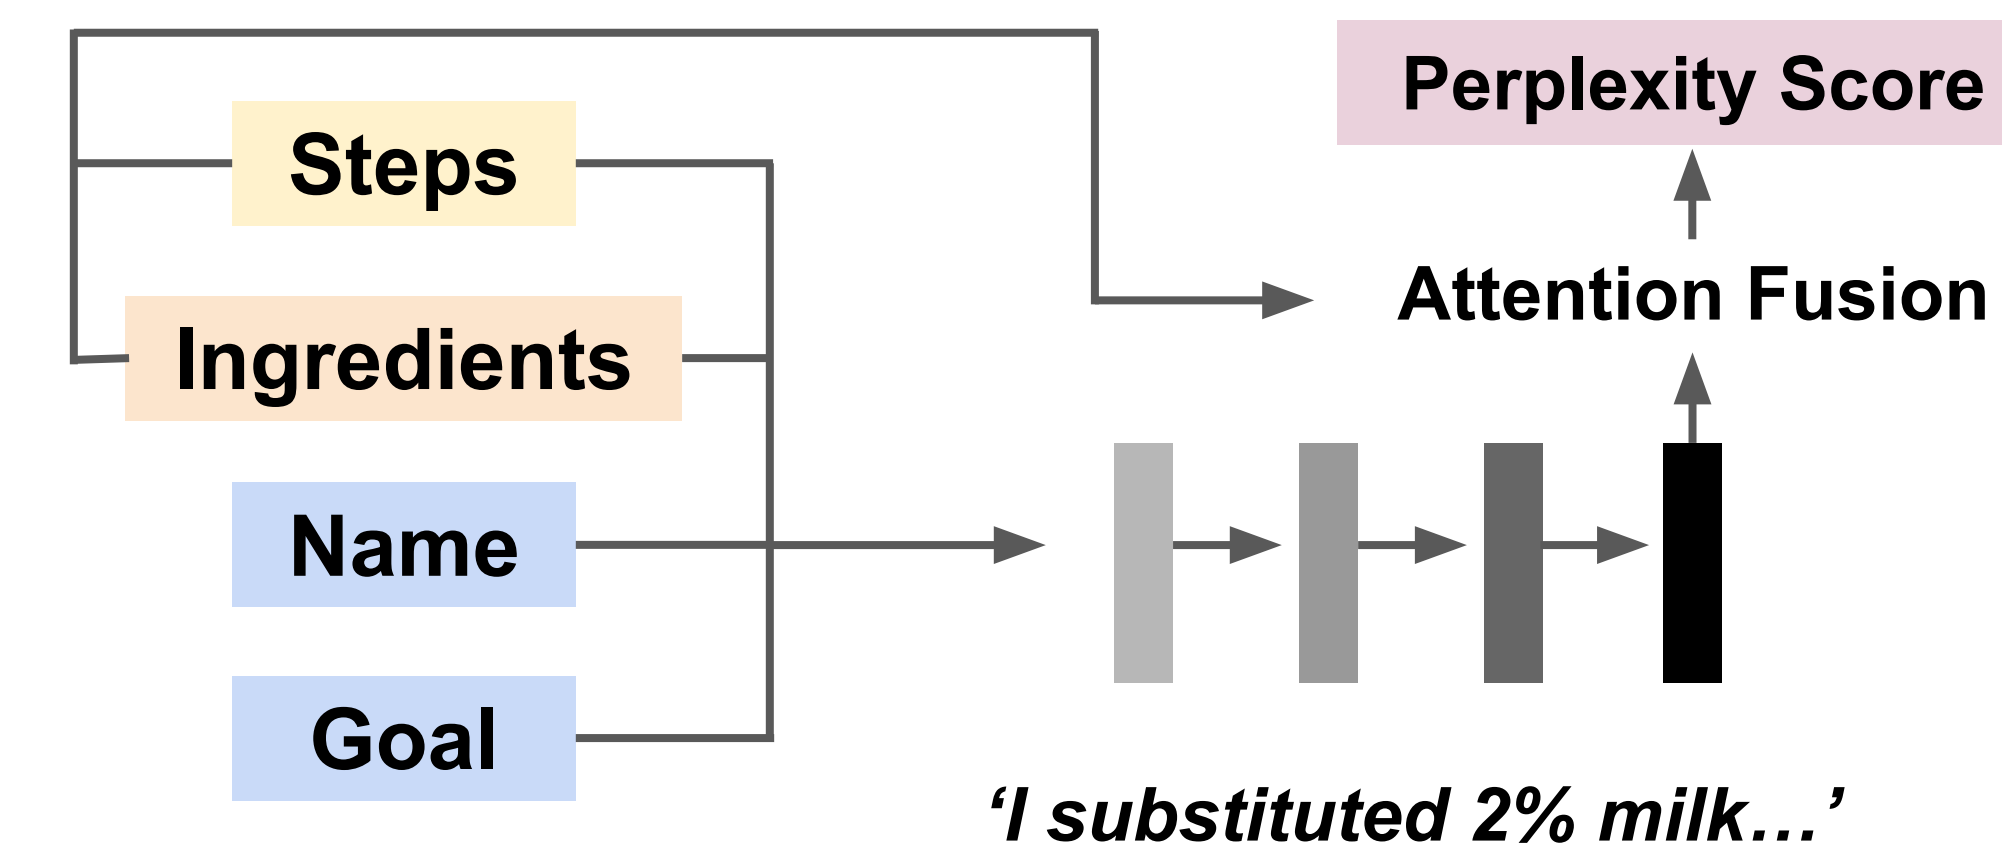 Steps
Ingredients
Name
Goal
Perplexity Score
Attention Fusion
‘I substituted 2% milk…’